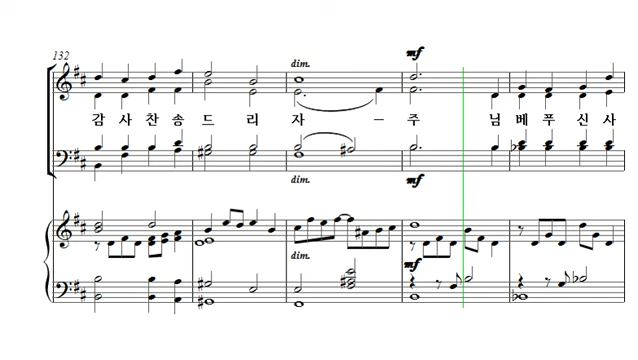 132
mf
dim.
감 사 찬 송 드 리 자 ― 주 님 베 푸 신 사
dim.
mf
dim.
mf